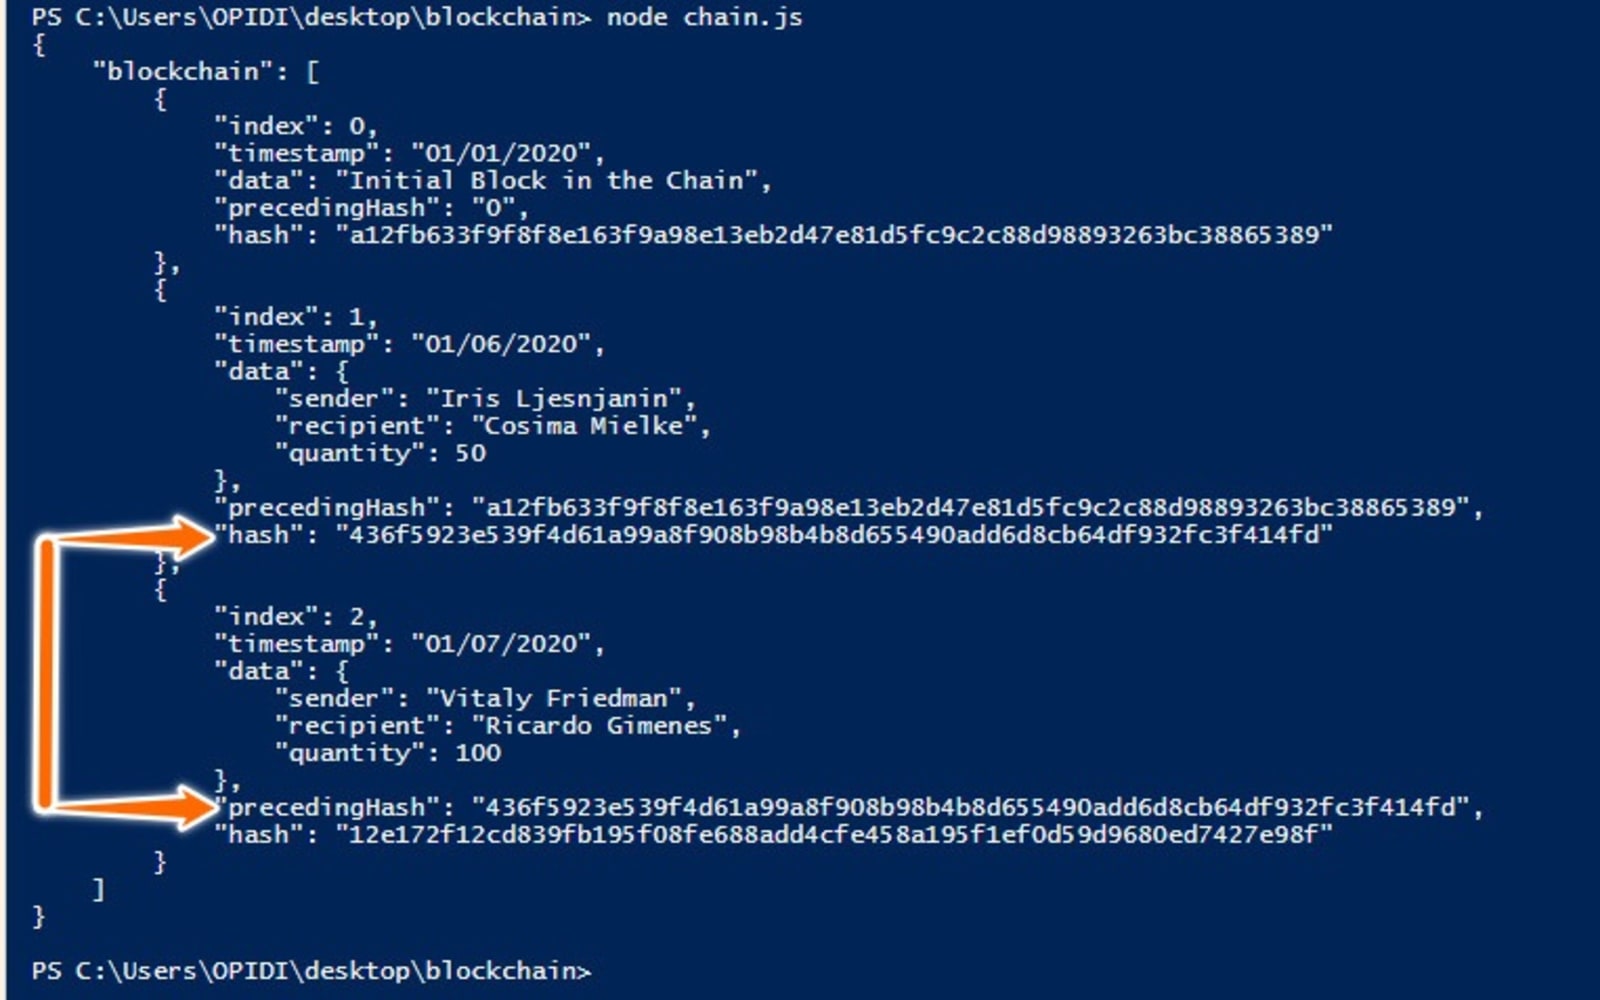 PS C:\Users\OPIDI\desktop\blockchain> node chain.js
{
    "blockchain": [
        {
            "index": 0,
            "timestamp": "01/01/2020",
            "data": "Initial Block in the Chain",
            "precedingHash": "0",
            "hash": "a12fb633f9f8f8e163f9a98e13eb2d47e81d5fc9c2c88d98893263bc38865389"
        },
        {
            "index": 1,
            "timestamp": "01/06/2020",
            "data": {
                "sender": "Iris Ljesnjanin",
                "recipient": "Cosima Mielke",
                "quantity": 50
            },
            "precedingHash": "a12fb633f9f8f8e163f9a98e13eb2d47e81d5fc9c2c88d98893263bc38865389",
            "hash": "436f5923e539f4d61a99a8f908b98b4b8d655490add6d8cb64df932fc3f414fd"
        },
        {
            "index": 2,
            "timestamp": "01/07/2020",
            "data": {
                "sender": "Vitaly Friedman",
                "recipient": "Ricardo Gimenes",
                "quantity": 100
            },
            "precedingHash": "436f5923e539f4d61a99a8f908b98b4b8d655490add6d8cb64df932fc3f414fd",
            "hash": "12e172f12cd839fb195f08fe688add4cfe458a195f1ef0d59d9680ed7427e98f"
        }
    ]
}
PS C:\Users\OPIDI\desktop\blockchain>